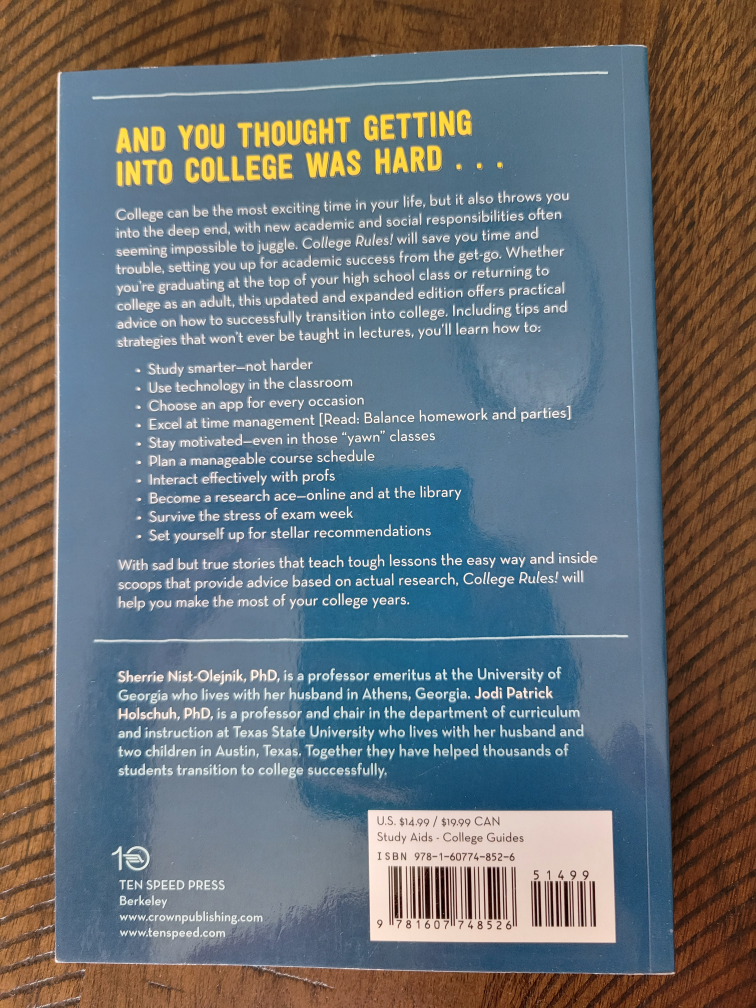 AND YOU THOUGHT GETTING
INTO COLLEGE WAS HARD . . .
College can be the most exciting time in your life, but it also throws you
into the deep end, with new academic and social responsibilities often
seeming impossible to juggle. College Rules! will save you time and
trouble, setting you up for academic success from the get-go. Whether
you're graduating at the top of your high school class or returning to
college as an adult, this updated and expanded edition offers practical
advice on how to successfully transition into college. Including tips and
strategies that won't ever be taught in lectures, you'll learn how to:
• Study smarter—not harder
• Use technology in the classroom
• Choose an app for every occasion
• Excel at time management [Read: Balance homework and parties]
• Stay motivated—even in those “yawn” classes
• Plan a manageable course schedule
• Interact effectively with profs
• Become a research ace—online and at the library
• Survive the stress of exam week
• Set yourself up for stellar recommendations
With sad but true stories that teach tough lessons the easy way and inside
scoops that provide advice based on actual research, College Rules! will
help you make the most of your college years.
Sherrie Nist-Olejnik, PhD, is a professor emeritus at the University of
Georgia who lives with her husband in Athens, Georgia. Jodi Patrick
Holschuh, PhD, is a professor and chair in the department of curriculum
and instruction at Texas State University who lives with her husband and
two children in Austin, Texas. Together they have helped thousands of
students transition to college successfully.
10
TEN SPEED PRESS
Berkeley
www.crownpublishing.com
www.tenspeed.com
U.S. $14.99 / $19.99 CAN
Study Aids - College Guides
ISBN 978-1-60774-852-6
51499
9 781607 748526